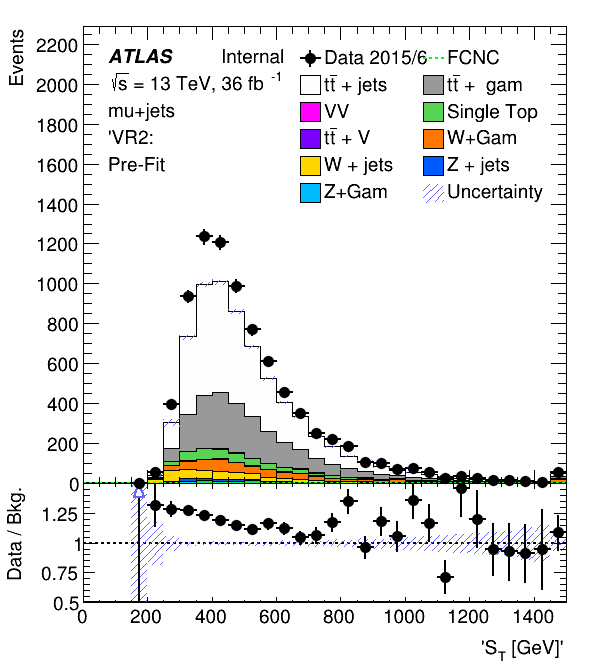 Events
2200
2000
1800
1600
1400
1200
1000
800
600
400
200
0
ATLAS Internal
√s = 13 TeV, 36 fb⁻¹
mu+jets
'VR2:
Pre-Fit
Data 2015/6
FCNC
tt̄ + jets
tt̄ + gam
VV
Single Top
tt̄ + V
W+Gam
W + jets
Z + jets
Z+Gam
Uncertainty
Data / Bkg.
1.25
1
0.75
0.5
0 200 400 600 800 1000 1200 1400
'S_T [GeV]'